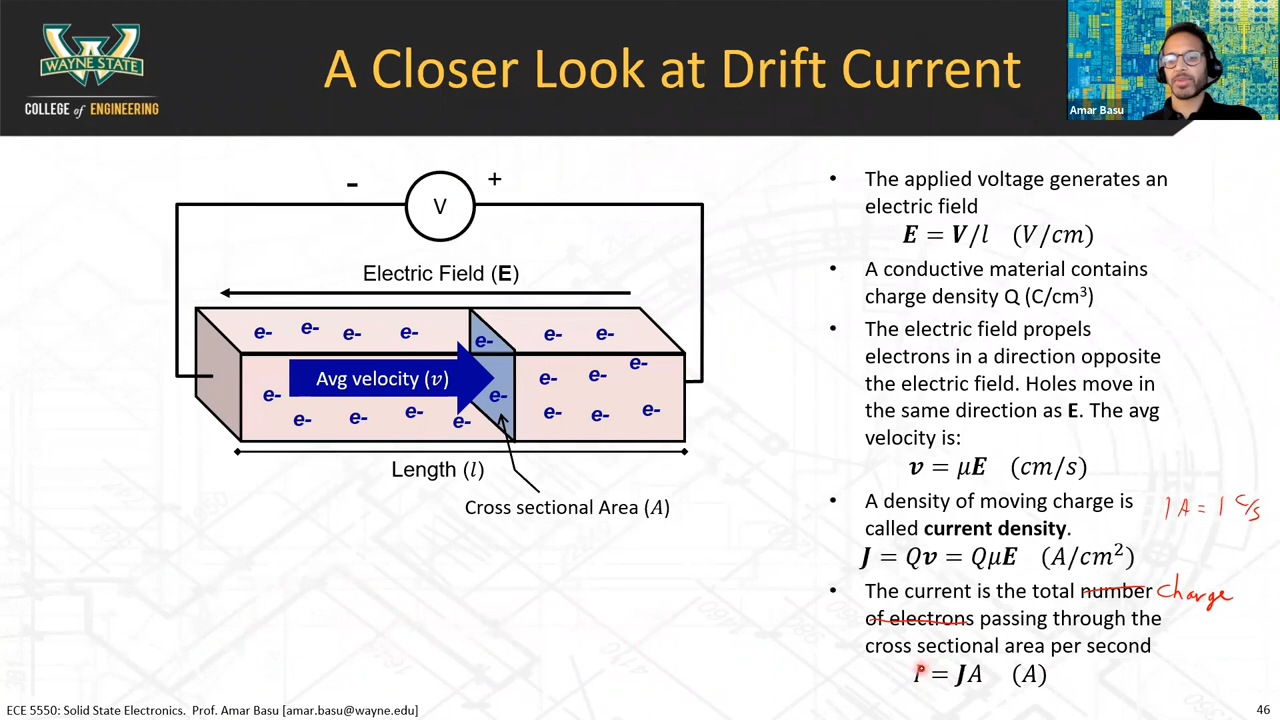 WAYNE STATE
COLLEGE of ENGINEERING
A Closer Look at Drift Current
Amar Basu
- V +
Electric Field (E)
e- e- e- e- e- e- e-
Avg velocity (v)
e- e- e- e-
e- e-
e- e- e- e- e- e- e-
Length (l)
Cross sectional Area (A)
• The applied voltage generates an
electric field
E = V/l (V/cm)
• A conductive material contains
charge density Q (C/cm³)
• The electric field propels
electrons in a direction opposite
the electric field. Holes move in
the same direction as E. The avg
velocity is:
v = μE (cm/s)
• A density of moving charge is
called current density.
1 A = 1 C/s
J = Qv = QμE (A/cm²)
• The current is the total number charge
of electrons passing through the
cross sectional area per second
I = JA (A)
ECE 5550: Solid State Electronics. Prof. Amar Basu [amar.basu@wayne.edu]
46